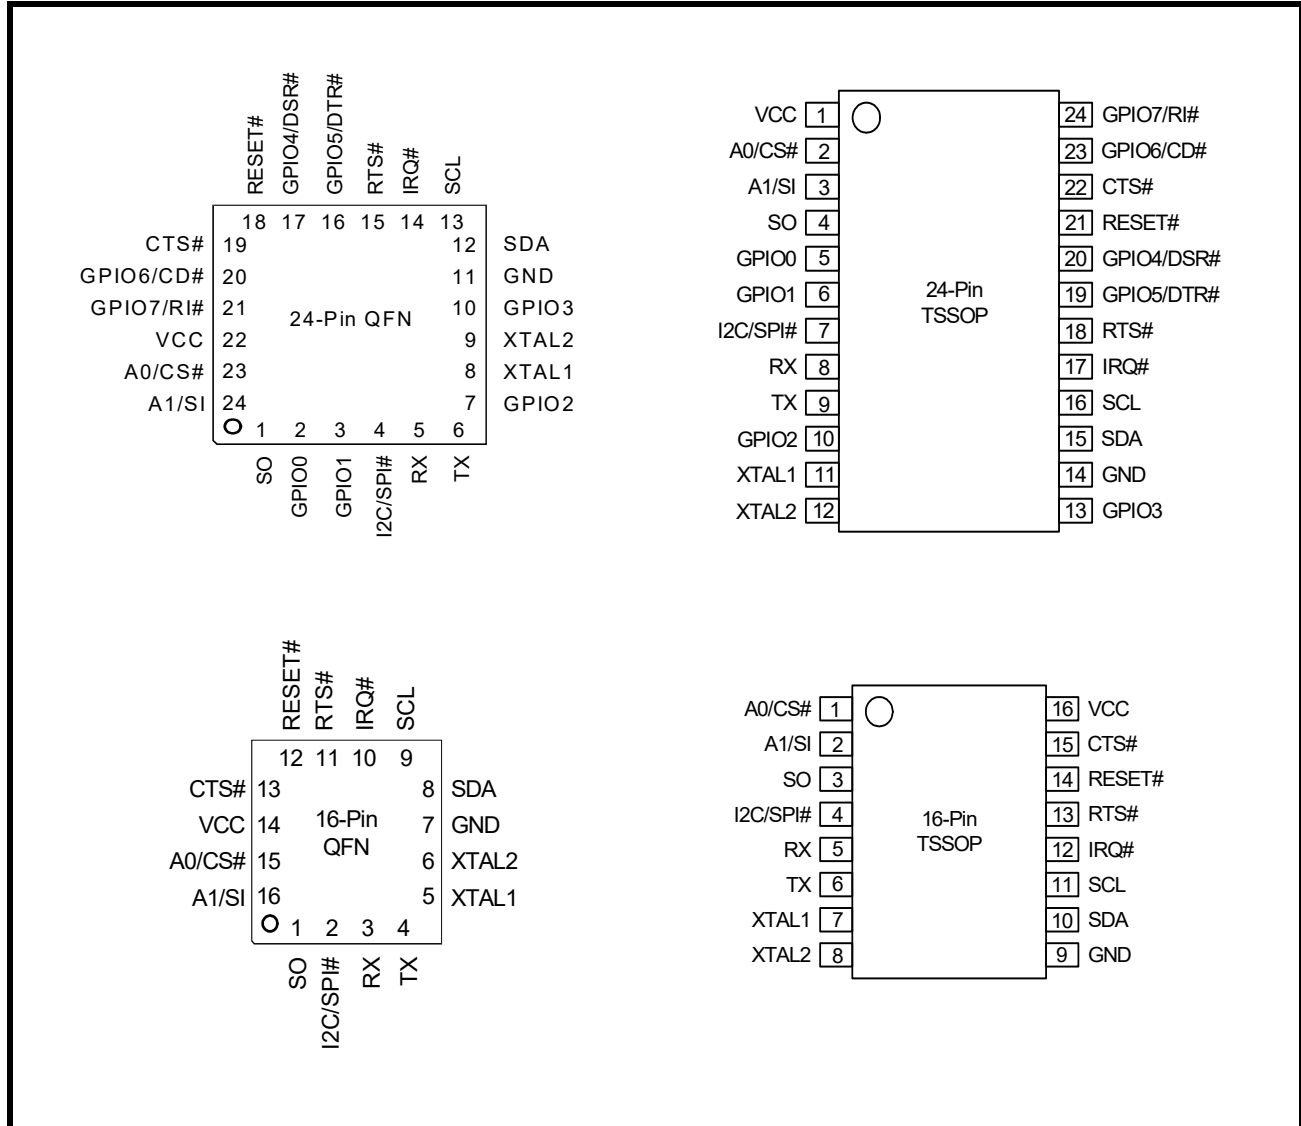 RESET#
GPIO4/DSR#
GPIO5/DTR#
RTS#
IRQ#
SCL
18 17 16 15 14 13
CTS# 19 12 SDA
GPIO6/CD# 20 11 GND
GPIO7/RI# 21 10 GPIO3
24-Pin QFN
VCC 22 9 XTAL2
A0/CS# 23 8 XTAL1
A1/SI 24 7 GPIO2
1 2 3 4 5 6
SO
GPIO0
GPIO1
I2C/SPI#
RX
TX
VCC 1 24 GPIO7/RI#
A0/CS# 2 23 GPIO6/CD#
A1/SI 3 22 CTS#
SO 4 21 RESET#
GPIO0 5 20 GPIO4/DSR#
GPIO1 6 19 GPIO5/DTR#
24-Pin
TSSOP
I2C/SPI# 7 18 RTS#
RX 8 17 IRQ#
TX 9 16 SCL
GPIO2 10 15 SDA
XTAL1 11 14 GND
XTAL2 12 13 GPIO3
RESET#
RTS#
IRQ#
SCL
12 11 10 9
CTS# 13 8 SDA
VCC 14 7 GND
16-Pin
QFN
A0/CS# 15 6 XTAL2
A1/SI 16 5 XTAL1
1 2 3 4
SO
I2C/SPI#
RX
TX
A0/CS# 1 16 VCC
A1/SI 2 15 CTS#
SO 3 14 RESET#
I2C/SPI# 4 13 RTS#
16-Pin
TSSOP
RX 5 12 IRQ#
TX 6 11 SCL
XTAL1 7 10 SDA
XTAL2 8 9 GND